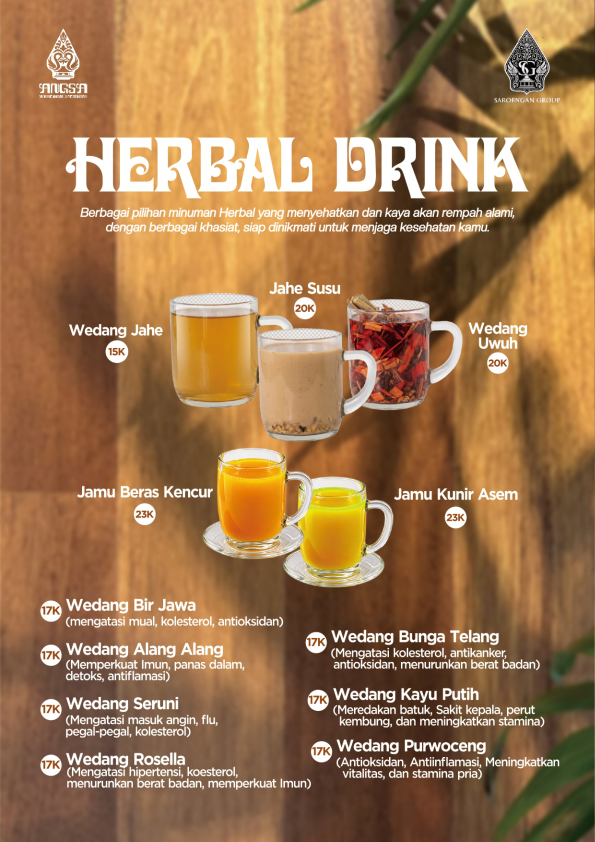 ANGSA
SAROENGAN GROUP
HERBAL DRINK
Berbagai pilihan minuman Herbal yang menyehatkan dan kaya akan rempah alami,
dengan berbagai khasiat, siap dinikmati untuk menjaga kesehatan kamu.
Jahe Susu
20K
Wedang Jahe
15K
Wedang
Uwuh
20K
Jamu Beras Kencur
23K
Jamu Kunir Asem
23K
17K Wedang Bir Jawa
(mengatasi mual, kolesterol, antioksidan)
17K Wedang Alang Alang
(Memperkuat Imun, panas dalam,
detoks, antiflamasi)
17K Wedang Seruni
(Mengatasi masuk angin, flu,
pegal-pegal, kolesterol)
17K Wedang Rosella
(Mengatasi hipertensi, koesterol,
menurunkan berat badan, memperkuat Imun)
17K Wedang Bunga Telang
(Mengatasi kolesterol, antikanker,
antioksidan, menurunkan berat badan)
17K Wedang Kayu Putih
(Meredakan batuk, Sakit kepala, perut
kembung, dan meningkatkan stamina)
17K Wedang Purwoceng
(Antioksidan, Antiinflamasi, Meningkatkan
vitalitas, dan stamina pria)